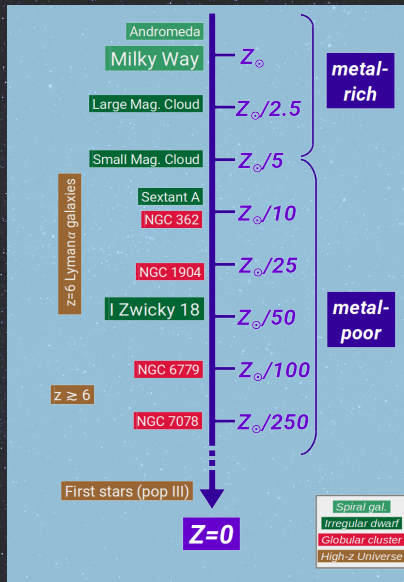 Andromeda
Milky Way
Z☉
metal-
rich
Large Mag. Cloud
Z☉/2.5
Small Mag. Cloud
Z☉/5
z=6 Lymanα galaxies
Sextant A
NGC 362
Z☉/10
NGC 1904
Z☉/25
I Zwicky 18
Z☉/50
metal-
poor
NGC 6779
Z☉/100
z ≳ 6
NGC 7078
Z☉/250
First stars (pop III)
Z=0
Spiral gal.
Irregular dwarf
Globular cluster
High-z Universe